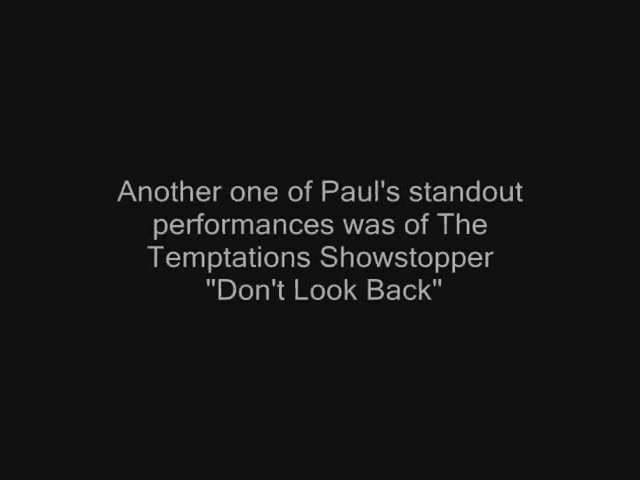 Another one of Paul's standout
performances was of The
Temptations Showstopper
"Don't Look Back"